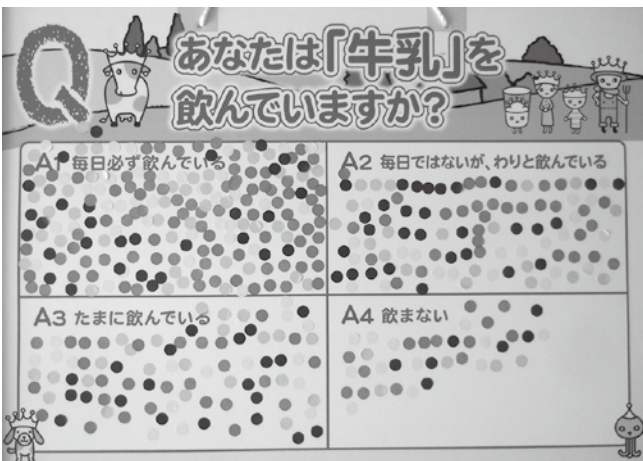 Q
あなたは「牛乳」を
飲んでいますか?
A1 毎日必ず飲んでいる
A2 毎日ではないが、わりと飲んでいる
A3 たまに飲んでいる
A4 飲まない